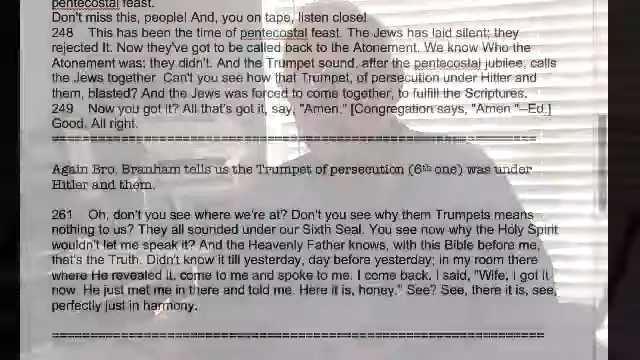 pentecostal feast.
Don't miss this, people! And, you on tape, listen close!
248 This has been the time of pentecostal feast. The Jews has laid silent; they
rejected It. Now they've got to be called back to the Atonement. We know Who the
Atonement was; they didn't. And the Trumpet sound, after the pentecostal jubilee, calls
the Jews together. Can't you see how that Trumpet, of persecution under Hitler and
them, blasted? And the Jews was forced to come together, to fulfill the Scriptures.
249 Now you got it? All that's got it, say, "Amen." [Congregation says, "Amen."—Ed.]
Good. All right.
Again Bro. Branham tells us the Trumpet of persecution (6th one) was under
Hitler and them.
261 Oh, don't you see where we're at? Don't you see why them Trumpets means
nothing to us? They all sounded under our Sixth Seal. You see now why the Holy Spirit
wouldn't let me speak it? And the Heavenly Father knows, with this Bible before me,
that's the Truth. Didn't know it till yesterday, day before yesterday; in my room there
where He revealed it, come to me and spoke to me. I come back. I said, "Wife, I got it
now. He just met me in there and told me. Here it is, honey." See? See, there it is, see,
perfectly just in harmony.